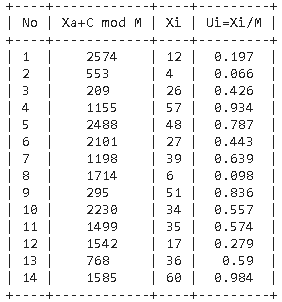 +----+-------------+----+---------+
| No | Xa+C mod M | Xi | Ui=Xi/M |
+----+-------------+----+---------+
| 1 | 2574 | 12 | 0.197 |
| 2 | 553 | 4 | 0.066 |
| 3 | 209 | 26 | 0.426 |
| 4 | 1155 | 57 | 0.934 |
| 5 | 2488 | 48 | 0.787 |
| 6 | 2101 | 27 | 0.443 |
| 7 | 1198 | 39 | 0.639 |
| 8 | 1714 | 6 | 0.098 |
| 9 | 295 | 51 | 0.836 |
| 10 | 2230 | 34 | 0.557 |
| 11 | 1499 | 35 | 0.574 |
| 12 | 1542 | 17 | 0.279 |
| 13 | 768 | 36 | 0.59 |
| 14 | 1585 | 60 | 0.984 |
+----+-------------+----+---------+